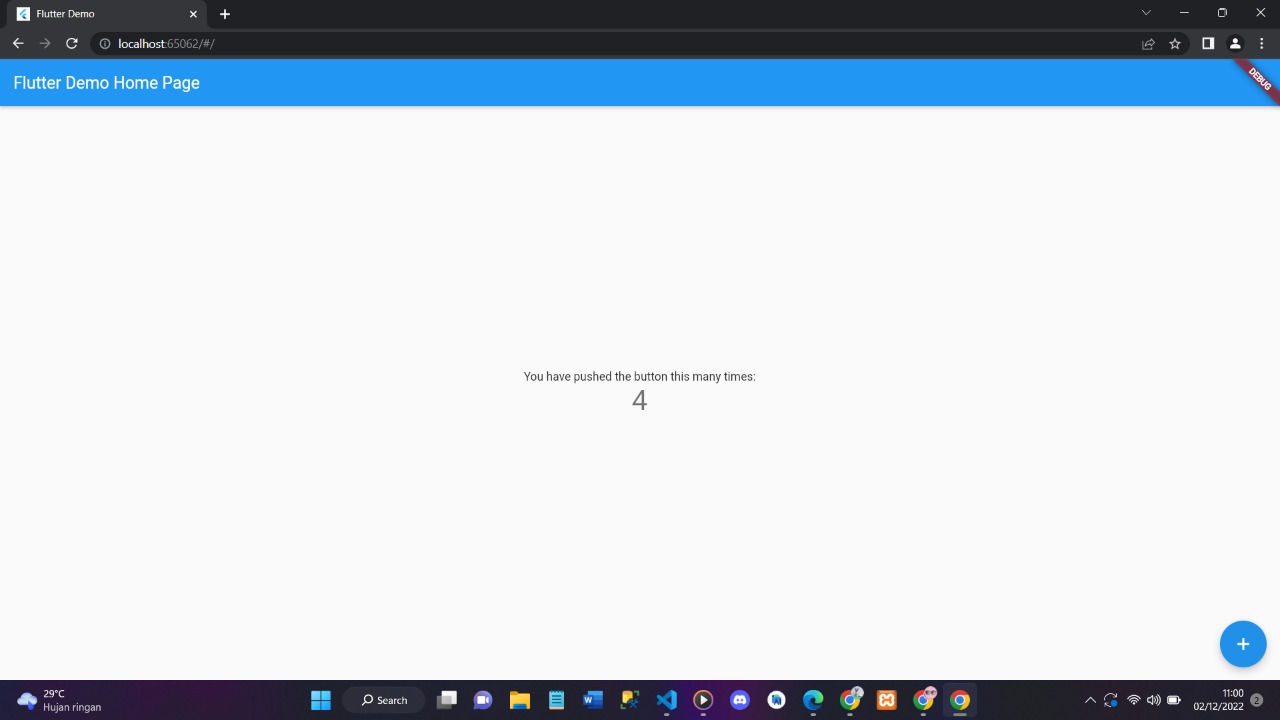 Flutter Demo
localhost:65062/#/
Flutter Demo Home Page
DEBUG
You have pushed the button this many times:
4
+
29°C
Hujan ringan
Search
11:00
02/12/2022
2